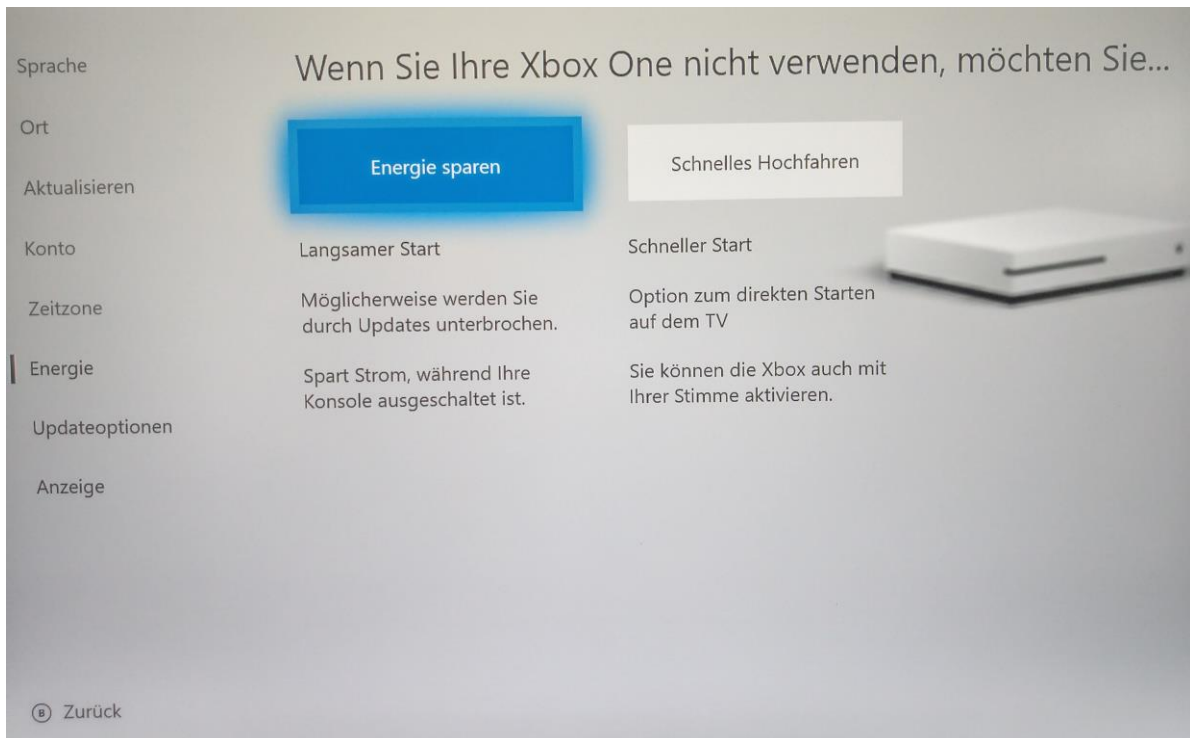 Wenn Sie Ihre Xbox One nicht verwenden, möchten Sie...
Sprache
Ort
Aktualisieren
Konto
Zeitzone
Energie
Updateoptionen
Anzeige
Energie sparen
Langsamer Start
Möglicherweise werden Sie
durch Updates unterbrochen.
Spart Strom, während Ihre
Konsole ausgeschaltet ist.
Schnelles Hochfahren
Schneller Start
Option zum direkten Starten
auf dem TV
Sie können die Xbox auch mit
Ihrer Stimme aktivieren.
B Zurück